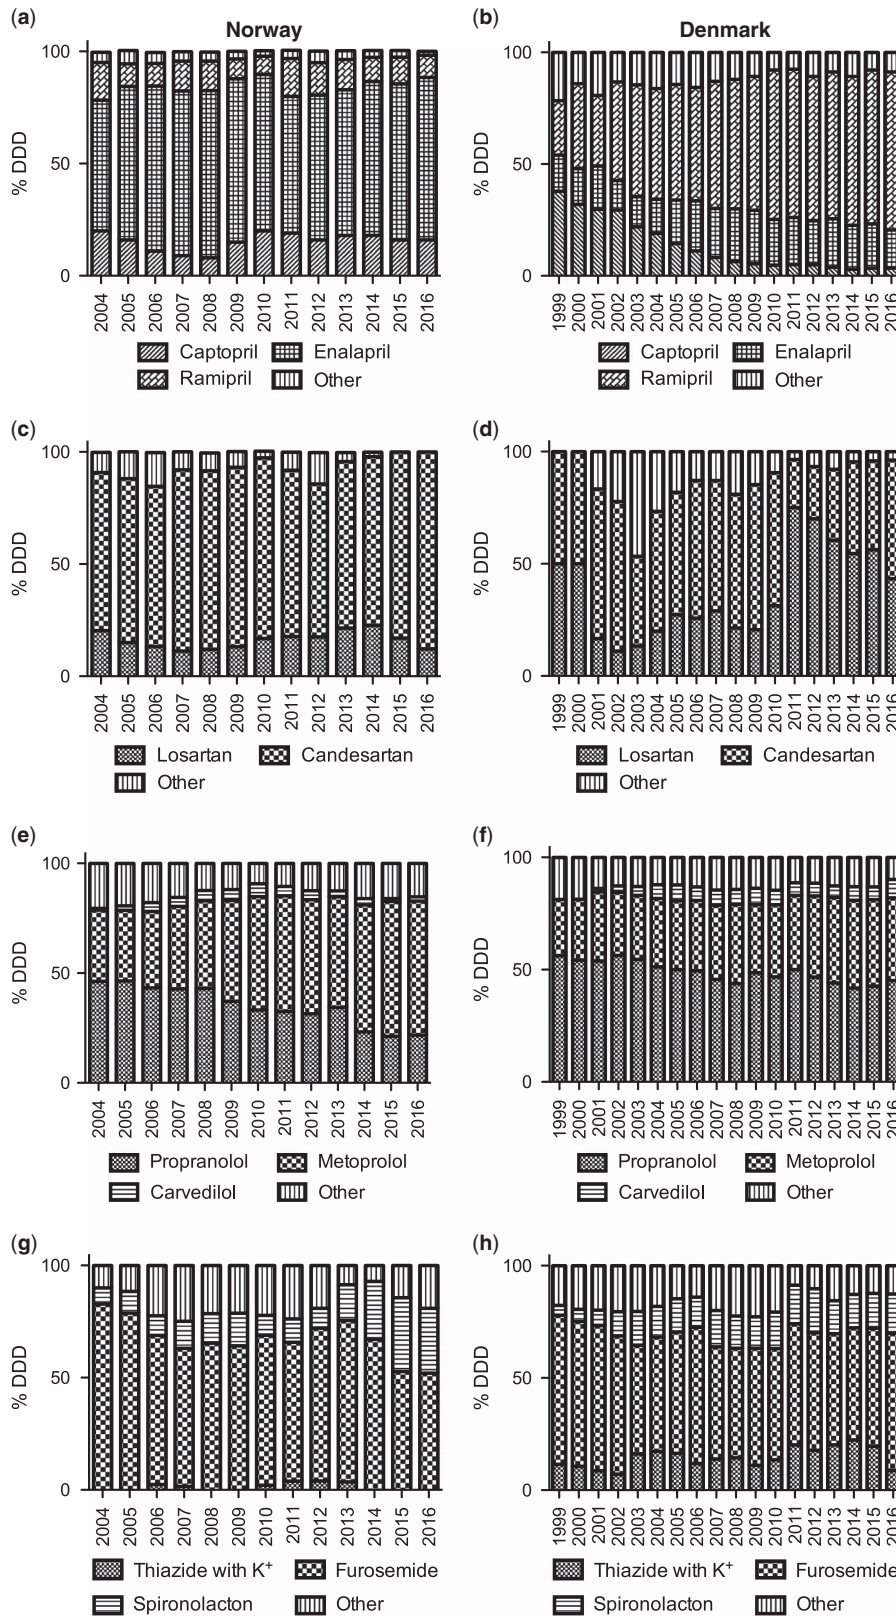 (a)
Norway
100
50
0
% DDD
2004 2005 2006 2007 2008 2009 2010 2011 2012 2013 2014 2015 2016
Captopril Enalapril
Ramipril Other
(b)
Denmark
100
50
0
% DDD
1999 2000 2001 2002 2003 2004 2005 2006 2007 2008 2009 2010 2011 2012 2013 2014 2015 2016
Captopril Enalapril
Ramipril Other
(c)
100
50
0
% DDD
2004 2005 2006 2007 2008 2009 2010 2011 2012 2013 2014 2015 2016
Losartan Candesartan
Other
(d)
100
50
0
% DDD
1999 2000 2001 2002 2003 2004 2005 2006 2007 2008 2009 2010 2011 2012 2013 2014 2015 2016
Losartan Candesartan
Other
(e)
100
50
0
% DDD
2004 2005 2006 2007 2008 2009 2010 2011 2012 2013 2014 2015 2016
Propranolol Metoprolol
Carvedilol Other
(f)
100
50
0
% DDD
1999 2000 2001 2002 2003 2004 2005 2006 2007 2008 2009 2010 2011 2012 2013 2014 2015 2016
Propranolol Metoprolol
Carvedilol Other
(g)
100
50
0
% DDD
2004 2005 2006 2007 2008 2009 2010 2011 2012 2013 2014 2015 2016
Thiazide with K⁺ Furosemide
Spironolacton Other
(h)
100
50
0
% DDD
1999 2000 2001 2002 2003 2004 2005 2006 2007 2008 2009 2010 2011 2012 2013 2014 2015 2016
Thiazide with K⁺ Furosemide
Spironolacton Other